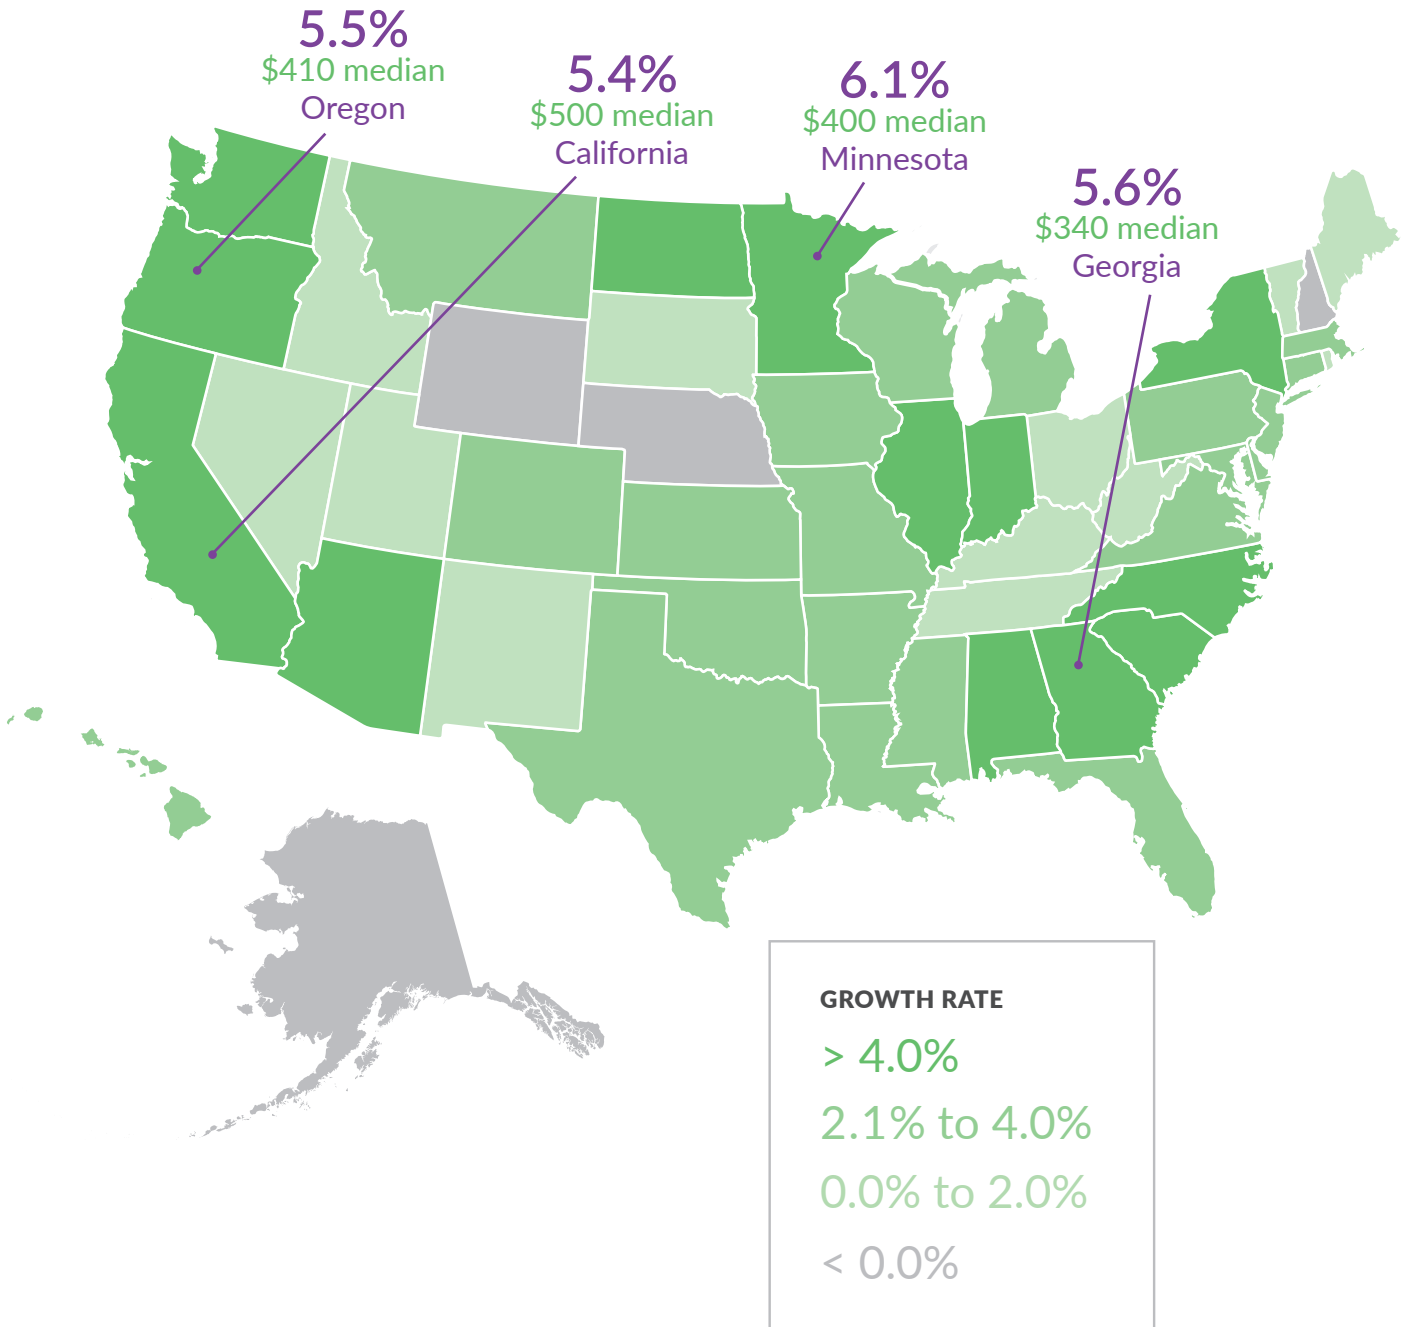 5.5%
$410 median
Oregon
5.4%
$500 median
California
6.1%
$400 median
Minnesota
5.6%
$340 median
Georgia
GROWTH RATE
> 4.0%
2.1% to 4.0%
0.0% to 2.0%
< 0.0%